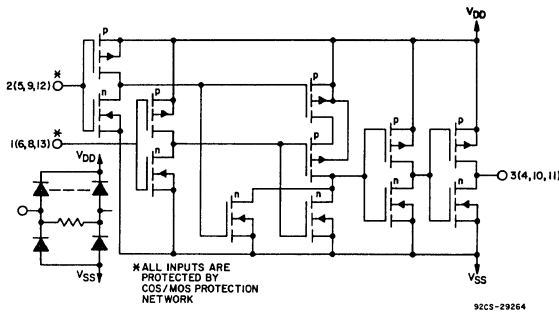 VDD
p
p
p
p
*
2(5,9,12)
n
p
*
1(6,8,13)
p
n
VDD
n
n
n
n
3(4,10,11)
VSS
* ALL INPUTS ARE
PROTECTED BY
COS/MOS PROTECTION
NETWORK
VSS
92CS-29264